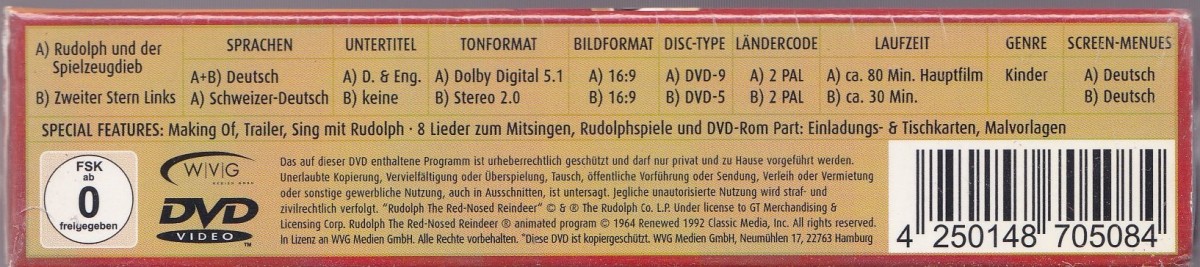 A) Rudolph und der Spielzeugdieb
B) Zweiter Stern Links
SPRACHEN
A+B) Deutsch
A) Schweizer-Deutsch
UNTERTITEL
A) D. & Eng.
B) keine
TONFORMAT
A) Dolby Digital 5.1
B) Stereo 2.0
BILDFORMAT
A) 16:9
B) 16:9
DISC-TYPE
A) DVD-9
B) DVD-5
LÄNDERCODE
A) 2 PAL
B) 2 PAL
LAUFZEIT
A) ca. 80 Min. Hauptfilm
B) ca. 30 Min.
GENRE
Kinder
SCREEN-MENUES
A) Deutsch
B) Deutsch
SPECIAL FEATURES: Making Of, Trailer, Sing mit Rudolph · 8 Lieder zum Mitsingen, Rudolphspiele und DVD-Rom Part: Einladungs- & Tischkarten, Malvorlagen
FSK
ab
0
freigegeben
W|V|G
MEDIEN GMBH
DVD
VIDEO
TM
Das auf dieser DVD enthaltene Programm ist urheberrechtlich geschützt und darf nur privat und zu Hause vorgeführt werden.
Unerlaubte Kopierung, Vervielfältigung oder Überspielung, Tausch, öffentliche Vorführung oder Sendung, Verleih oder Vermietung
oder sonstige gewerbliche Nutzung, auch in Ausschnitten, ist untersagt. Jegliche unautorisierte Nutzung wird straf- und
zivilrechtlich verfolgt. "Rudolph The Red-Nosed Reindeer" © & ® The Rudolph Co. L.P. Under license to GT Merchandising &
Licensing Corp. Rudolph The Red-Nosed Reindeer ® animated program © 1964 Renewed 1992 Classic Media, Inc. All rights reserved.
In Lizenz an WVG Medien GmbH. Alle Rechte vorbehalten. "Diese DVD ist kopiergeschützt. WVG Medien GmbH, Neumühlen 17, 22763 Hamburg
4 250148 705084